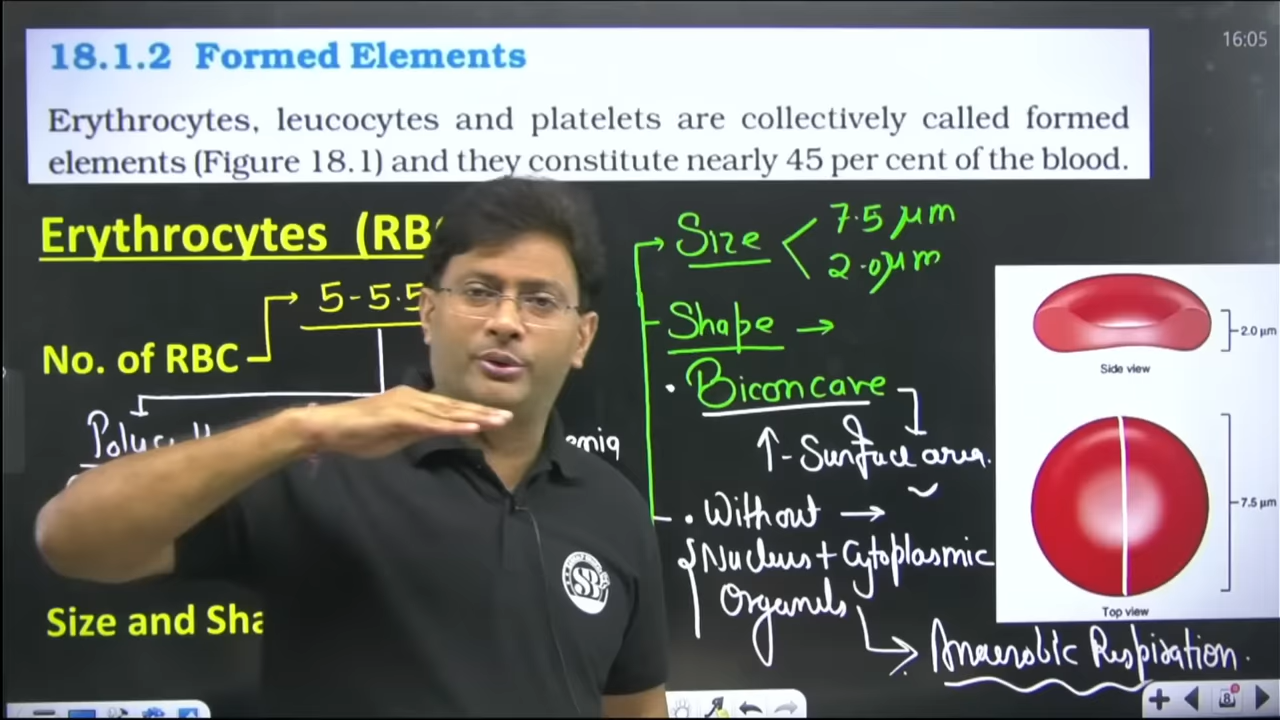 16:05
18.1.2 Formed Elements
Erythrocytes, leucocytes and platelets are collectively called formed
elements (Figure 18.1) and they constitute nearly 45 per cent of the blood.
Erythrocytes (RB
5-5.5
No. of RBC
Size and Sha
Size
7.5 μm
2.0μm
Shape →
• Biconcave
↑- Surface area.
• Without →
Nucleus + Cytoplasmic
Organels
Anaerobic Respiration.
2.0 μm
Side view
7.5 μm
Top view
SB
8